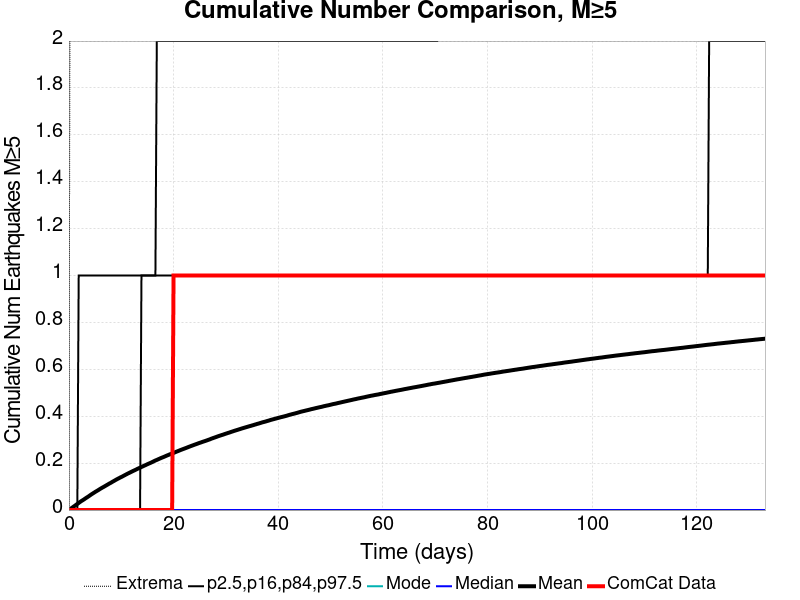 Cumulative Number Comparison, M≥5
Cumulative Num Earthquakes M≥5
2
1.8
1.6
1.4
1.2
1
0.8
0.6
0.4
0.2
0
0 20 40 60 80 100 120
Time (days)
Extrema p2.5,p16,p84,p97.5 Mode Median Mean ComCat Data